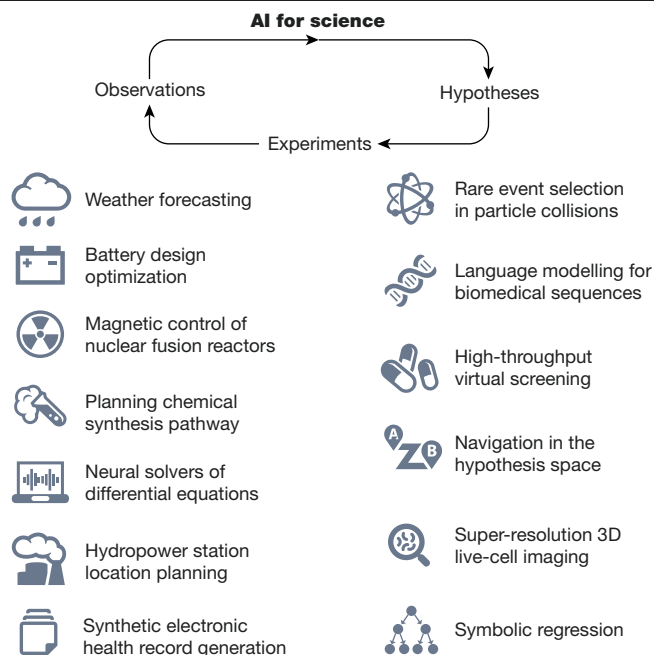 AI for science
Observations
Hypotheses
Experiments
Weather forecasting
Battery design
optimization
Magnetic control of
nuclear fusion reactors
Planning chemical
synthesis pathway
Neural solvers of
differential equations
Hydropower station
location planning
Synthetic electronic
health record generation
Rare event selection
in particle collisions
Language modelling for
biomedical sequences
High-throughput
virtual screening
A
Z
B
Navigation in the
hypothesis space
Super-resolution 3D
live-cell imaging
Symbolic regression